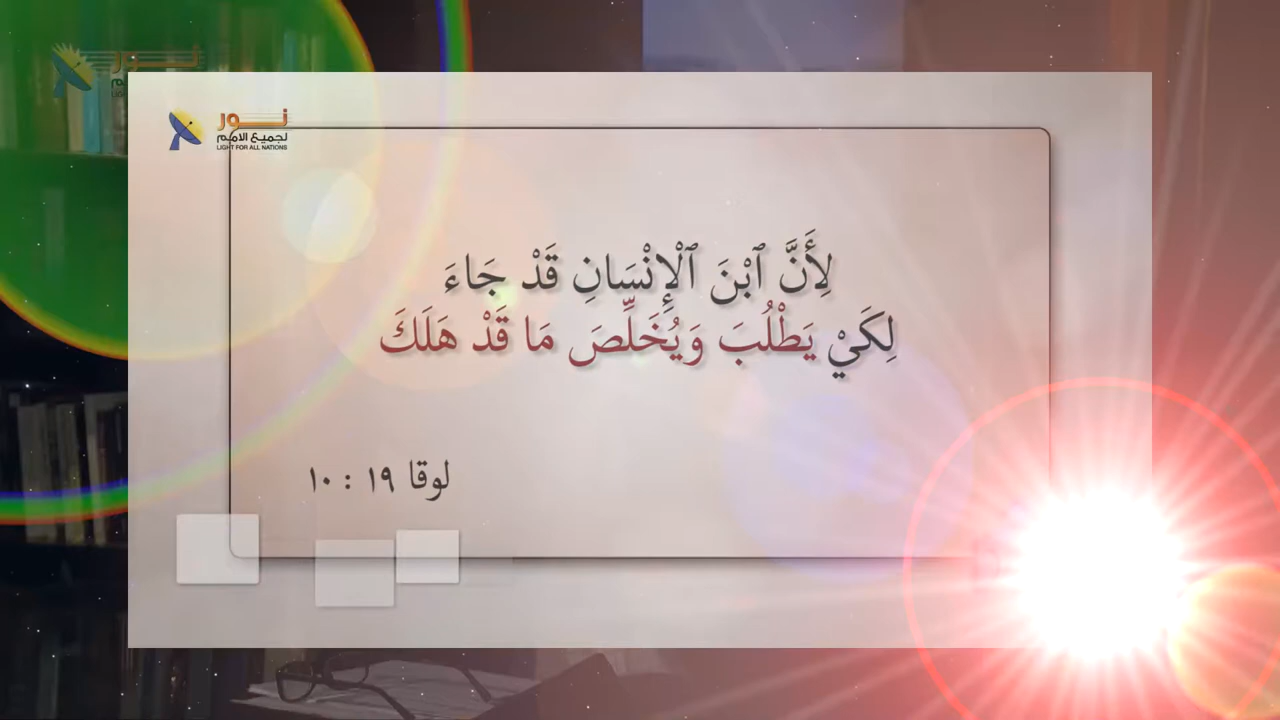 نور
لجميع الامم
LIGHT FOR ALL NATIONS
لِأَنَّ ٱبْنَ ٱلْإِنْسَانِ قَدْ جَاءَ
لِكَيْ يَطْلُبَ وَيُخَلِّصَ مَا قَدْ هَلَكَ
لوقا ١٩ : ١٠